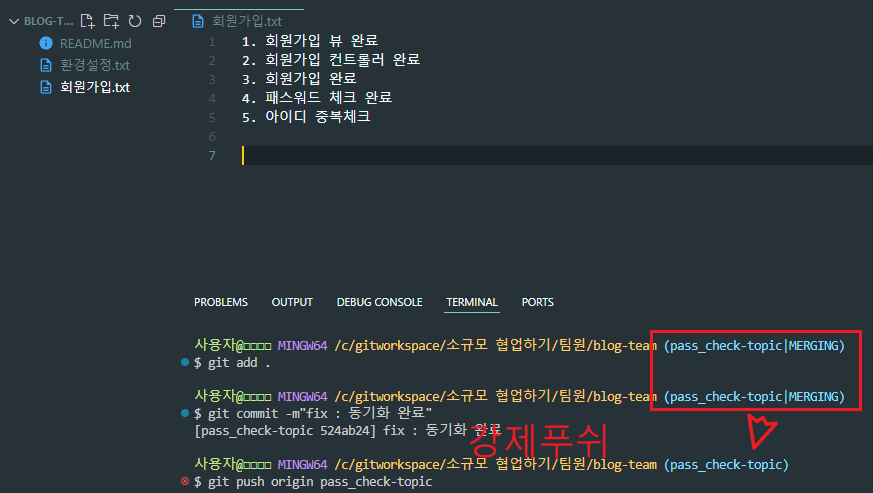 BLOG-T...
README.md
환경설정.txt
회원가입.txt
회원가입.txt
1 1. 회원가입 뷰 완료
2 2. 회원가입 컨트롤러 완료
3 3. 회원가입 완료
4 4. 패스워드 체크 완료
5 5. 아이디 중복체크
6
7
PROBLEMS OUTPUT DEBUG CONSOLE TERMINAL PORTS
사용자@□□□□ MINGW64 /c/gitworkspace/소규모 협업하기/팀원/blog-team (pass_check-topic|MERGING)
$ git add .
사용자@□□□□ MINGW64 /c/gitworkspace/소규모 협업하기/팀원/blog-team (pass_check-topic|MERGING)
$ git commit -m"fix : 동기화 완료"
[pass_check-topic 524ab24] fix : 동기화 완료
강제푸쉬
사용자@□□□□ MINGW64 /c/gitworkspace/소규모 협업하기/팀원/blog-team (pass_check-topic)
$ git push origin pass_check-topic